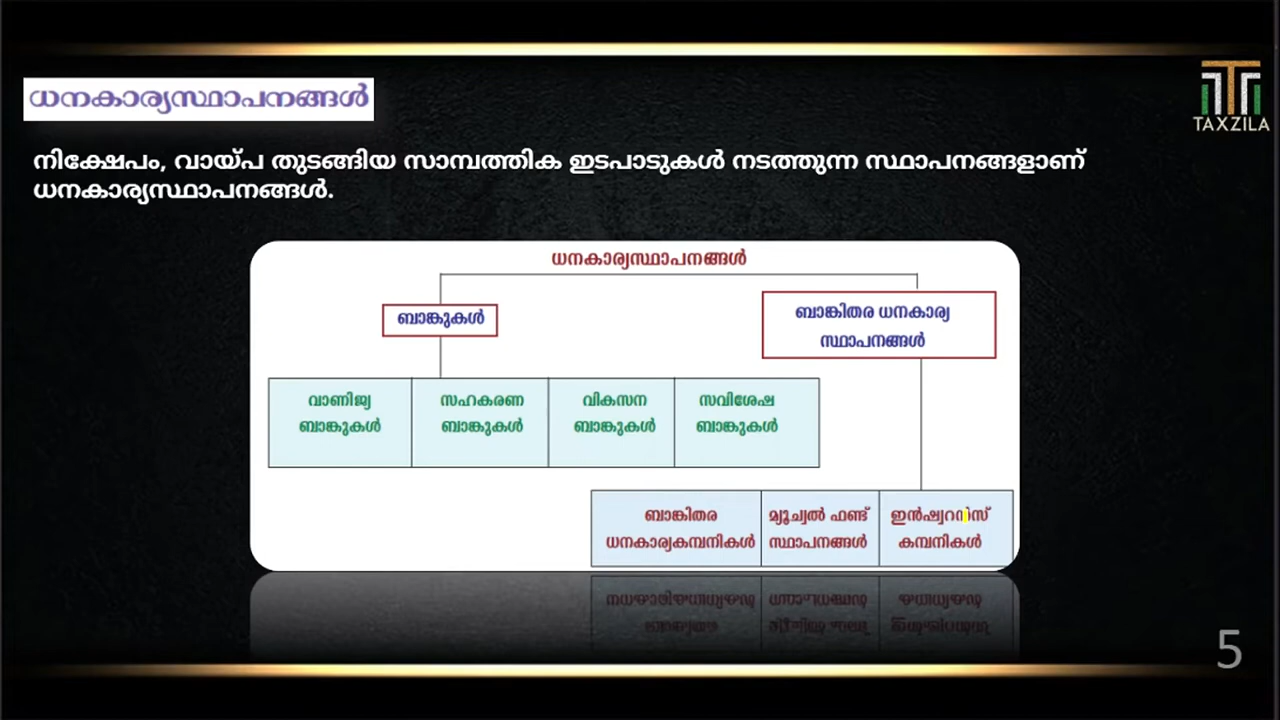 ധനകാര്യസ്ഥാപനങ്ങൾ
TAXZILA
നിക്ഷേപം, വായ്പ തുടങ്ങിയ സാമ്പത്തിക ഇടപാടുകൾ നടത്തുന്ന സ്ഥാപനങ്ങളാണ്
ധനകാര്യസ്ഥാപനങ്ങൾ.
ധനകാര്യസ്ഥാപനങ്ങൾ
ബാങ്കുകൾ
ബാങ്കിതര ധനകാര്യ
സ്ഥാപനങ്ങൾ
വാണിജ്യ
ബാങ്കുകൾ
സഹകരണ
ബാങ്കുകൾ
വികസന
ബാങ്കുകൾ
സവിശേഷ
ബാങ്കുകൾ
ബാങ്കിതര
ധനകാര്യകമ്പനികൾ
മ്യൂച്വൽ ഫണ്ട്
സ്ഥാപനങ്ങൾ
ഇൻഷ്വറൻസ്
കമ്പനികൾ
5